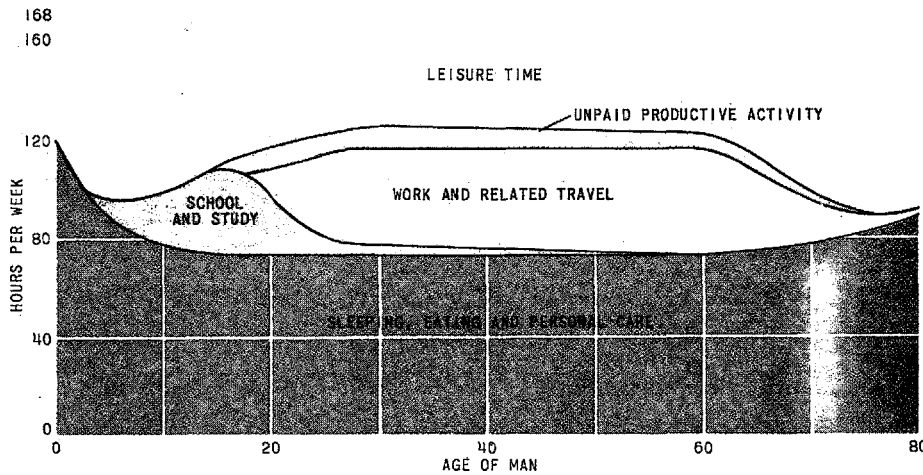 168
160
LEISURE TIME
UNPAID PRODUCTIVE ACTIVITY
120
HOURS PER WEEK
SCHOOL
AND STUDY
WORK AND RELATED TRAVEL
80
SLEEPING, EATING AND PERSONAL CARE
40
0
0 20 40 60 80
AGE OF MAN